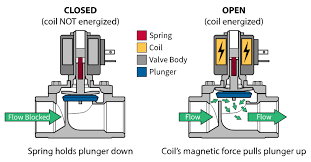 CLOSED
(coil NOT energized)
OPEN
(coil energized)
Spring
Coil
Valve Body
Plunger
Flow Blocked
Flow
Flow
Spring holds plunger down
Coil's magnetic force pulls plunger up